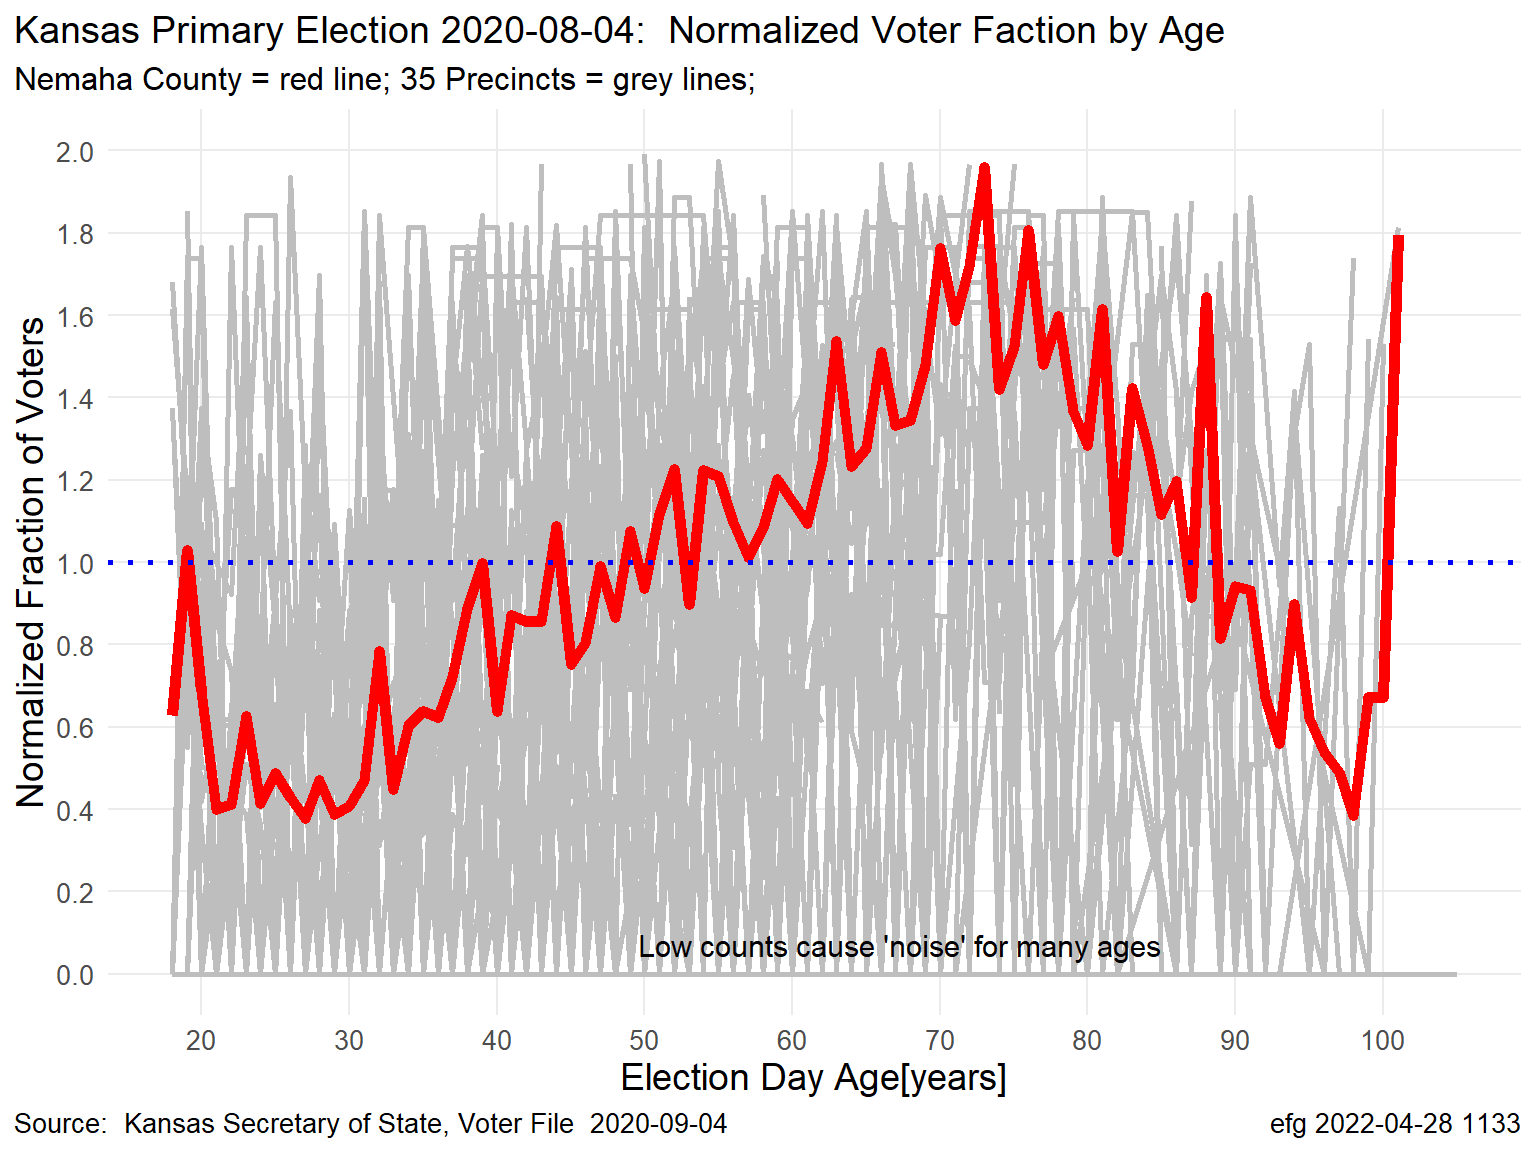 Kansas Primary Election 2020-08-04:  Normalized Voter Faction by Age
Nemaha County = red line; 35 Precincts = grey lines;
Normalized Fraction of Voters
2.0
1.8
1.6
1.4
1.2
1.0
0.8
0.6
0.4
0.2
0.0
Low counts cause 'noise' for many ages
20 30 40 50 60 70 80 90 100
Election Day Age[years]
Source:  Kansas Secretary of State, Voter File  2020-09-04
efg 2022-04-28 1133